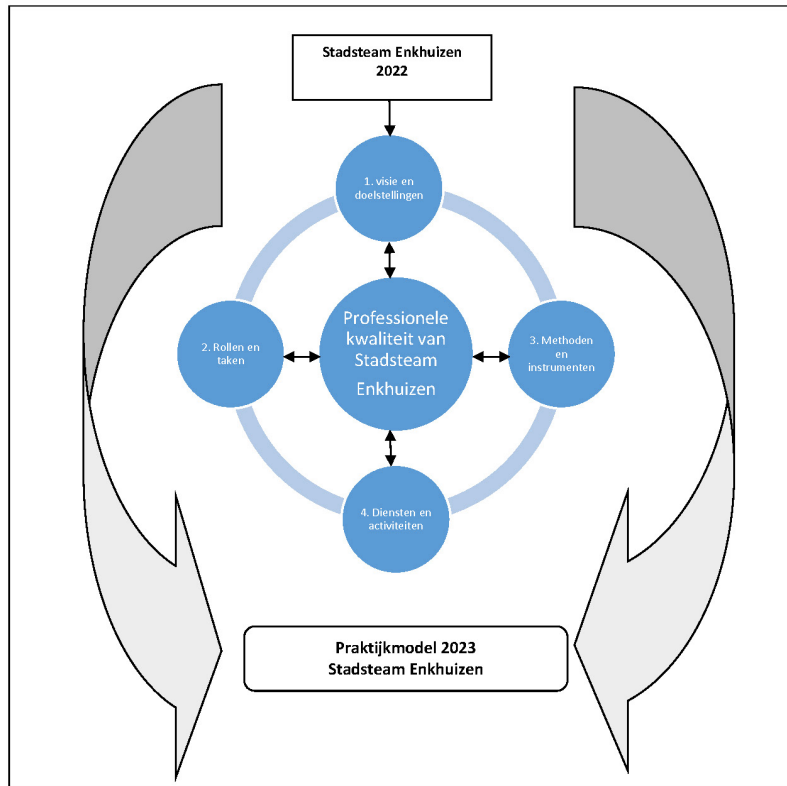 Stadsteam Enkhuizen
2022
1. visie en
doelstellingen
Professionele
kwaliteit van
Stadsteam
Enkhuizen
2. Rollen en
taken
3. Methoden
en
instrumenten
4. Diensten en
activiteiten
Praktijkmodel 2023
Stadsteam Enkhuizen